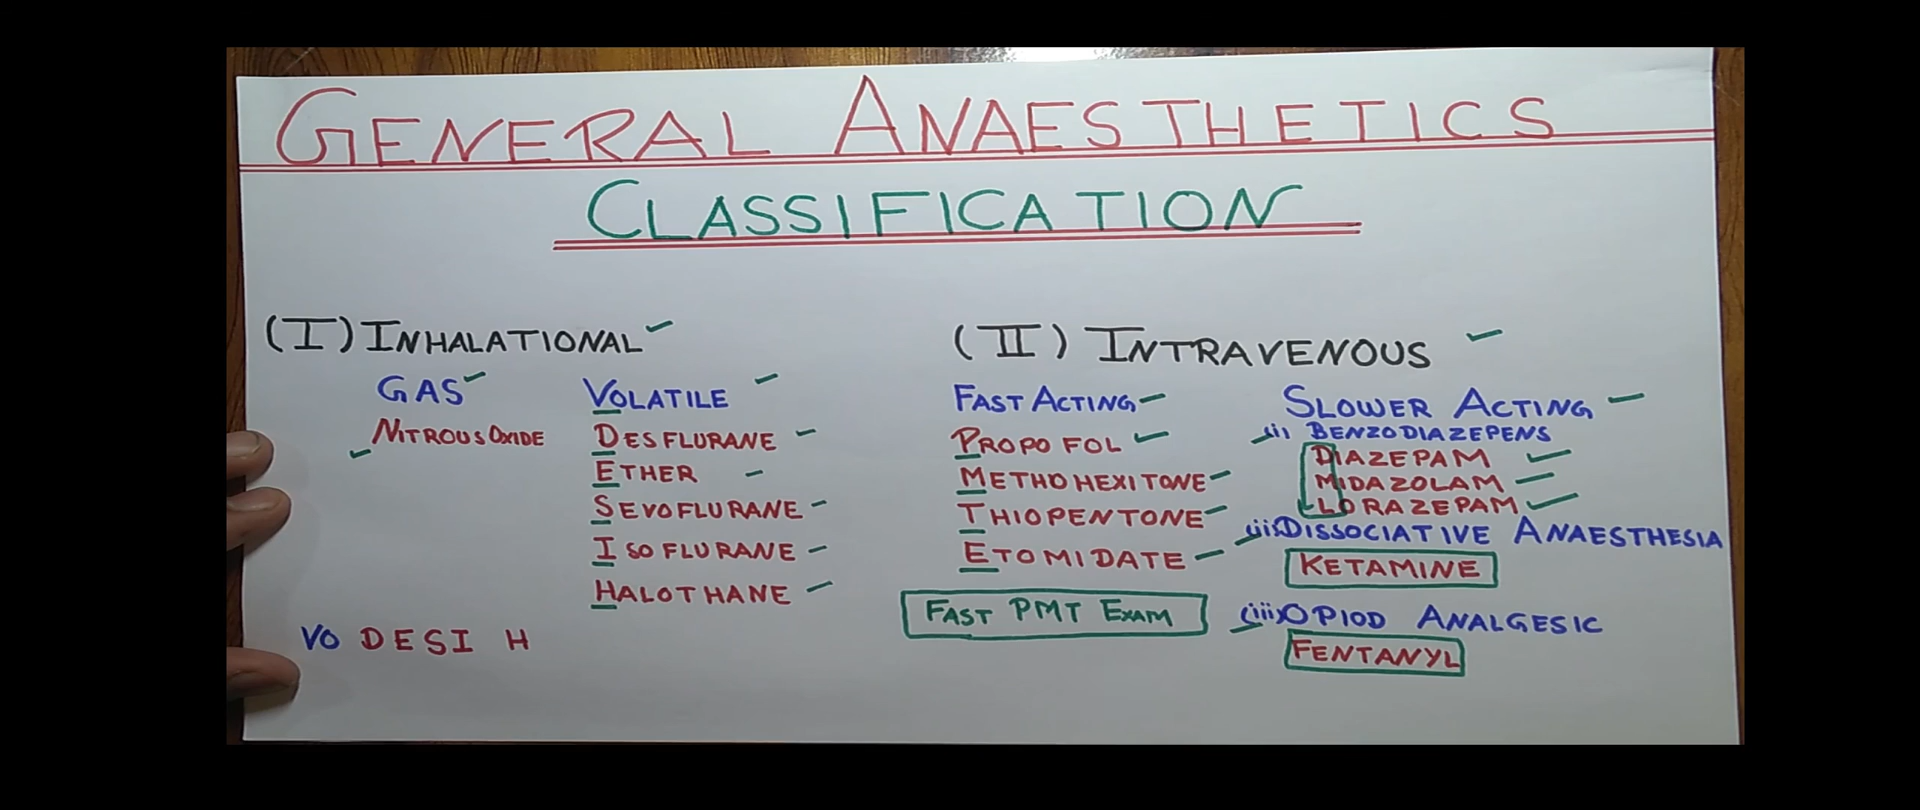 GENERAL ANAESTHETICS
CLASSIFICATION
(I) INHALATIONAL
GAS
NITROUS OXIDE
VOLATILE
DESFLURANE
ETHER
SEVOFLURANE
ISOFLURANE
HALOTHANE
VO DESI H
(II) INTRAVENOUS
FAST ACTING
PROPOFOL
METHOHEXITONE
THIOPENTONE
ETOMIDATE
FAST PMT EXAM
SLOWER ACTING
(i) BENZODIAZEPENS
DIAZEPAM
MIDAZOLAM
LORAZEPAM
(ii) DISSOCIATIVE ANAESTHESIA
KETAMINE
(iii) OPIOD ANALGESIC
FENTANYL